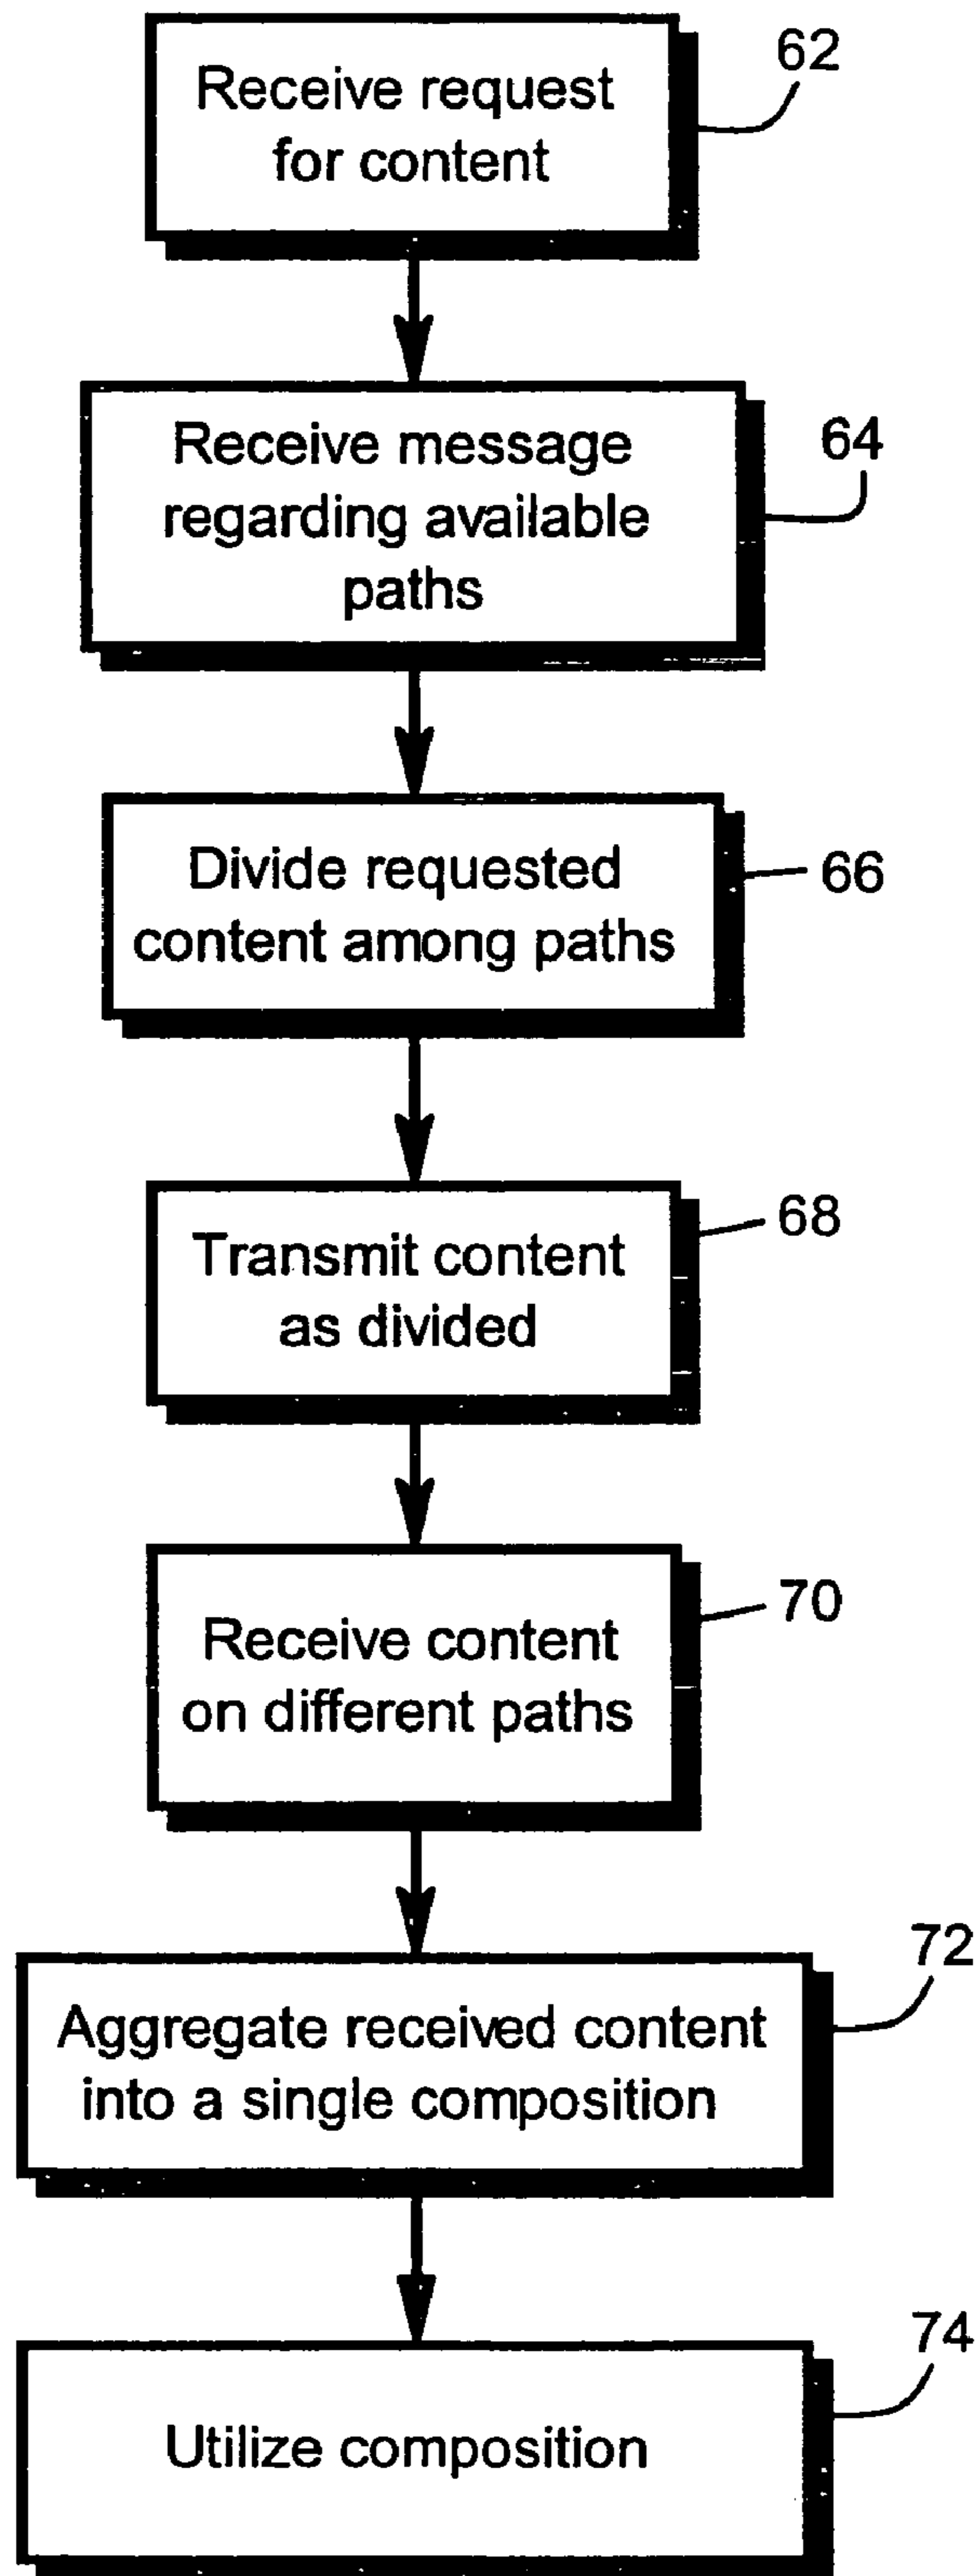 Receive request
for content
62
Receive message
regarding available
paths
64
Divide requested
content among paths
66
Transmit content
as divided
68
Receive content
on different paths
70
Aggregate received content
into a single composition
72
Utilize composition
74